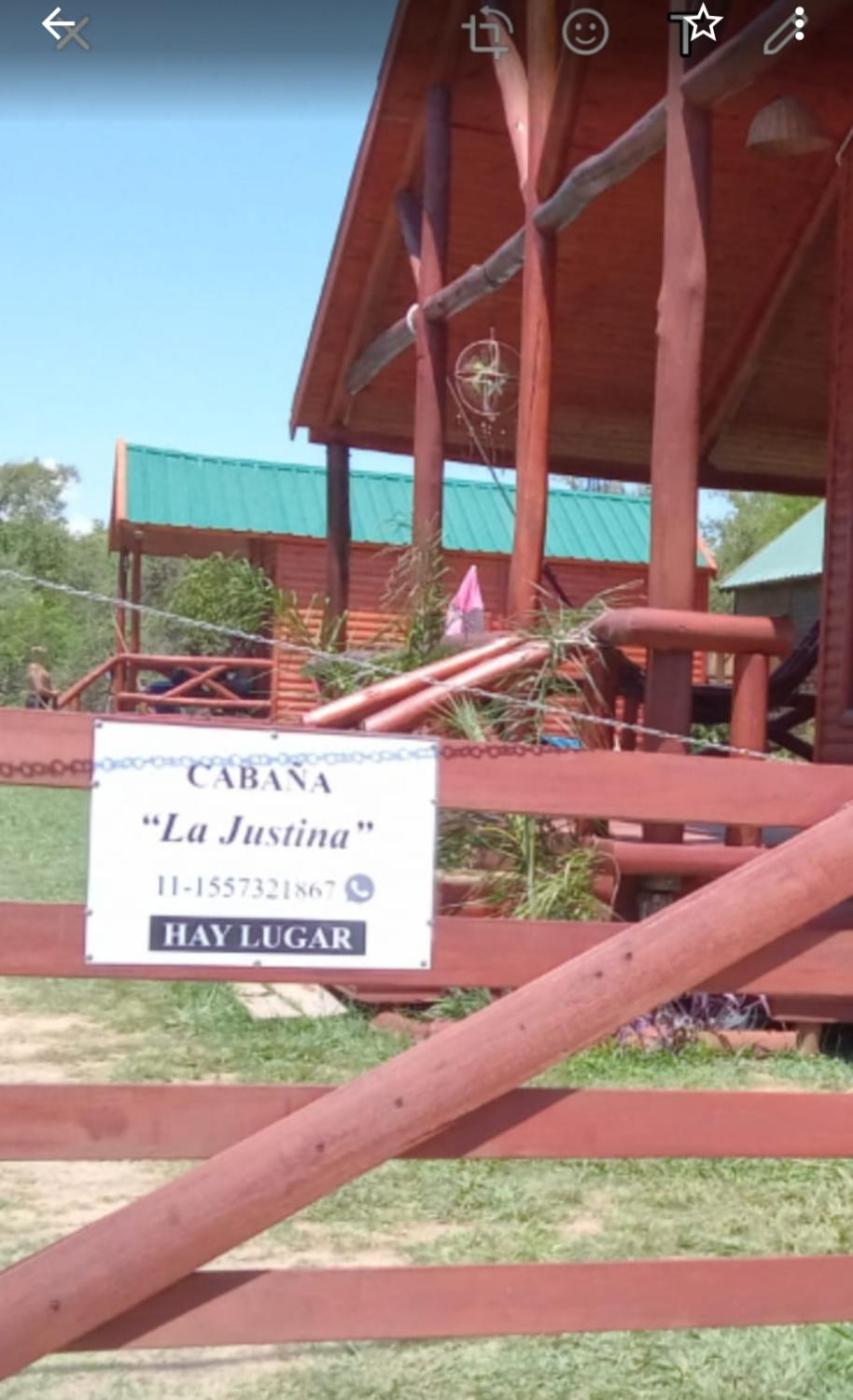 CABAÑA
“La Justina”
11-1557321867
HAY LUGAR